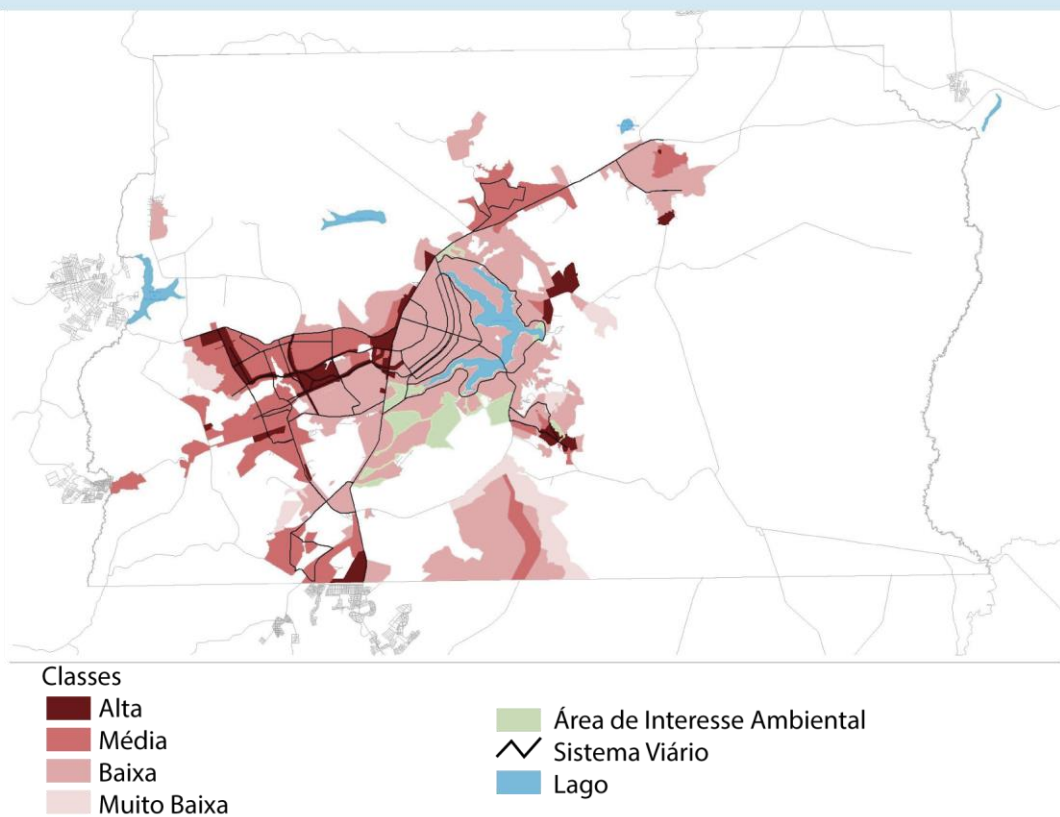 Classes
Alta
Média
Baixa
Muito Baixa
Área de Interesse Ambiental
Sistema Viário
Lago